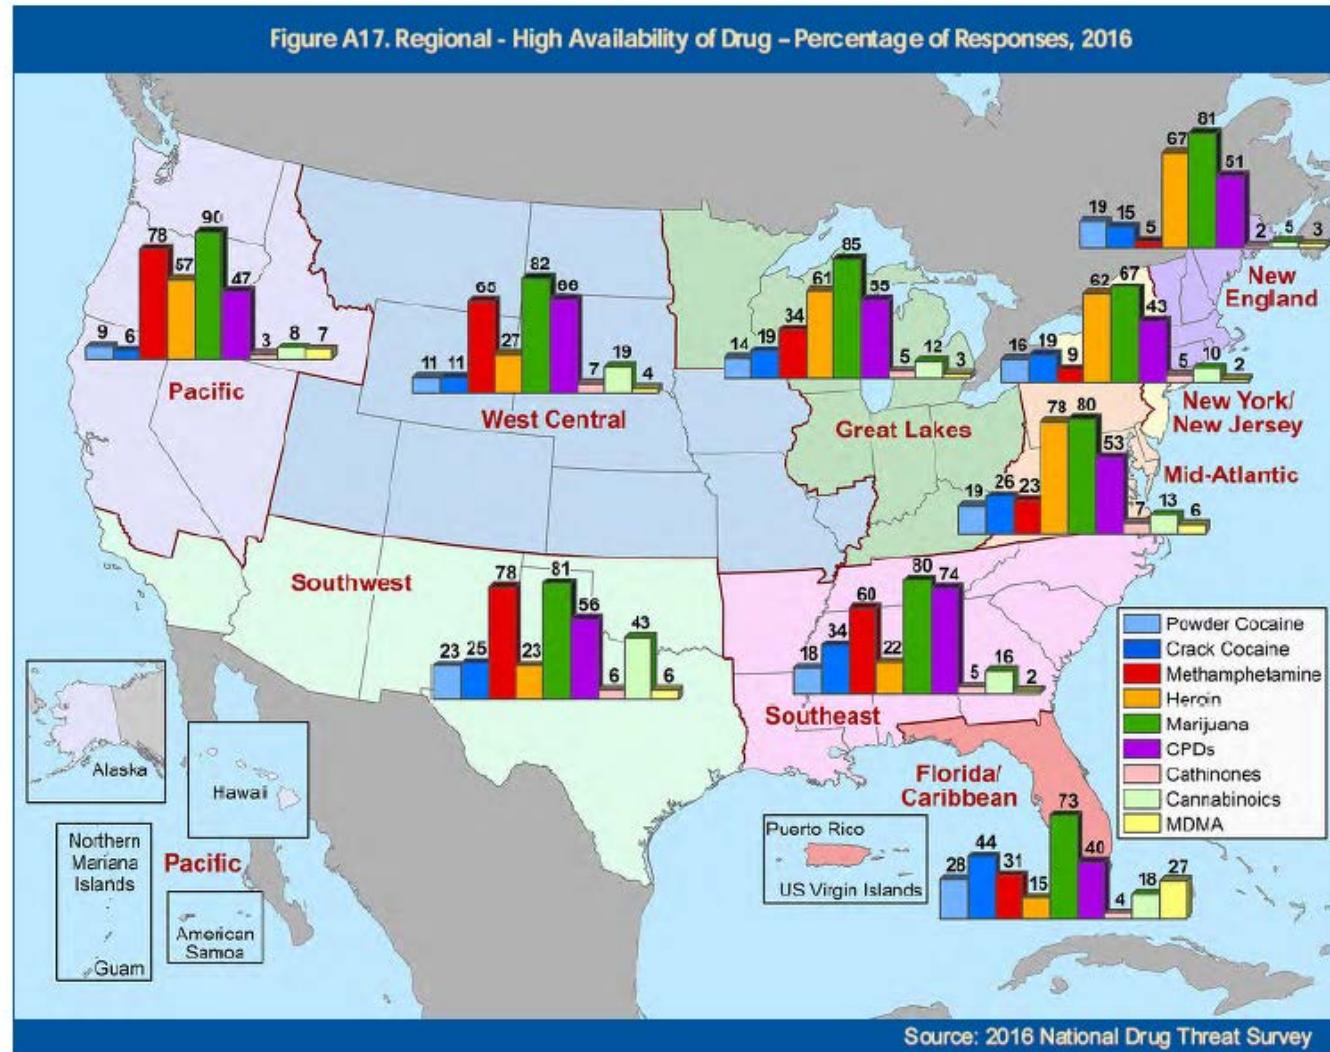 Figure A17. Regional - High Availability of Drug – Percentage of Responses, 2016
81
67
51
19
15
5
2
5
3
New
England
90
78
57
47
9
6
3
8
7
Pacific
82
65
66
27
11
11
7
19
4
West Central
85
61
55
34
14
19
5
12
3
Great Lakes
67
62
43
16
19
9
5
10
2
New York/
New Jersey
78
80
53
19
26
23
7
13
6
Mid-Atlantic
Southwest
78
81
56
43
23
25
23
6
6
80
74
60
34
18
22
5
16
2
Southeast
Powder Cocaine
Crack Cocaine
Methamphetamine
Heroin
Marijuana
CPDs
Cathinones
Cannabinoics
MDMA
Florida/
Caribbean
73
44
40
28
31
15
4
18
27
Puerto Rico
US Virgin Islands
Alaska
Hawaii
Northern
Mariana
Islands
Guam
Pacific
American
Samoa
Source: 2016 National Drug Threat Survey